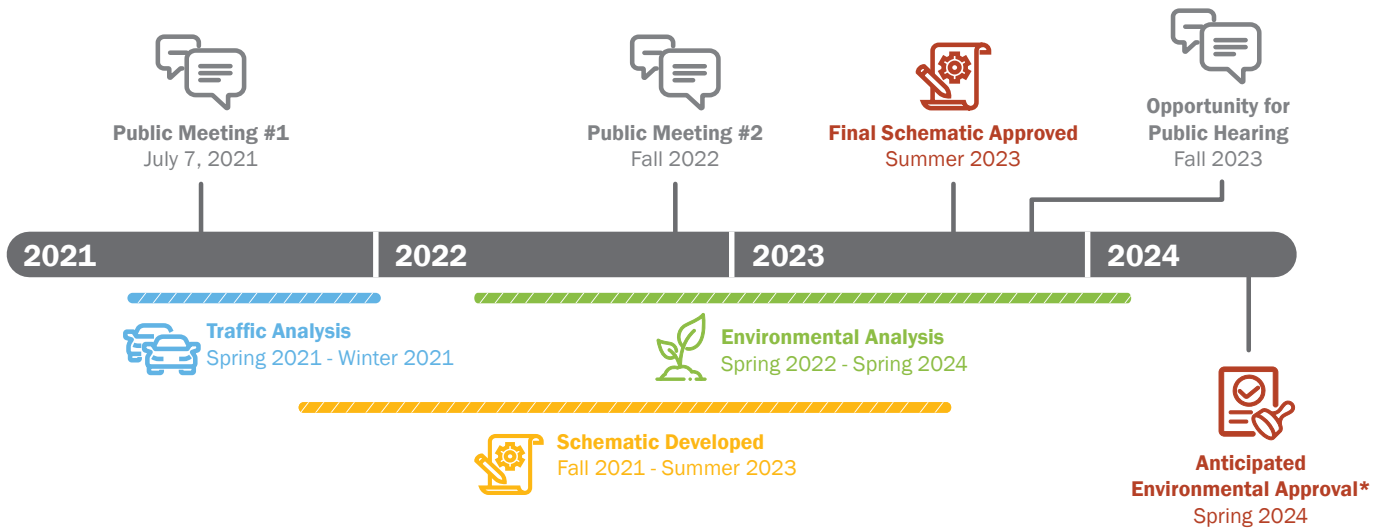 Public Meeting #1
July 7, 2021
Public Meeting #2
Fall 2022
Final Schematic Approved
Summer 2023
Opportunity for
Public Hearing
Fall 2023
2021
2022
2023
2024
Traffic Analysis
Spring 2021 - Winter 2021
Environmental Analysis
Spring 2022 - Spring 2024
Schematic Developed
Fall 2021 - Summer 2023
Anticipated
Environmental Approval*
Spring 2024